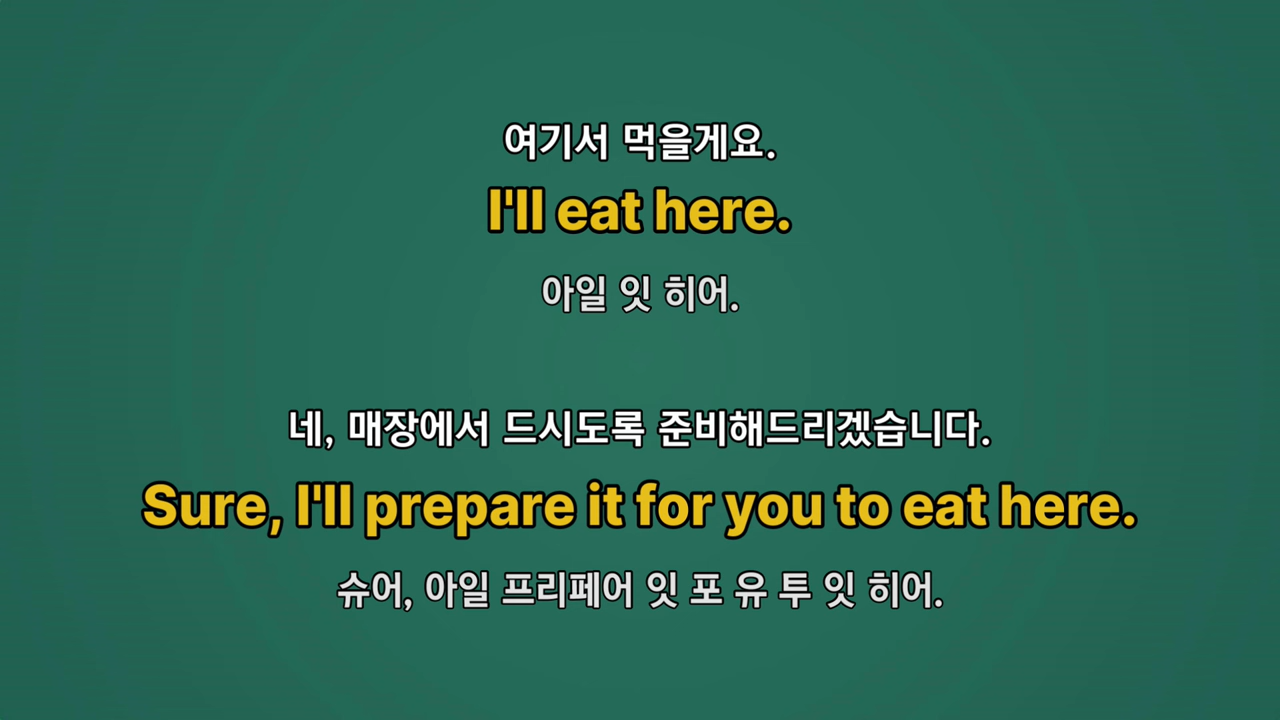 여기서 먹을게요.
I'll eat here.
아일 잇 히어.
네, 매장에서 드시도록 준비해드리겠습니다.
Sure, I'll prepare it for you to eat here.
슈어, 아일 프리페어 잇 포 유 투 잇 히어.